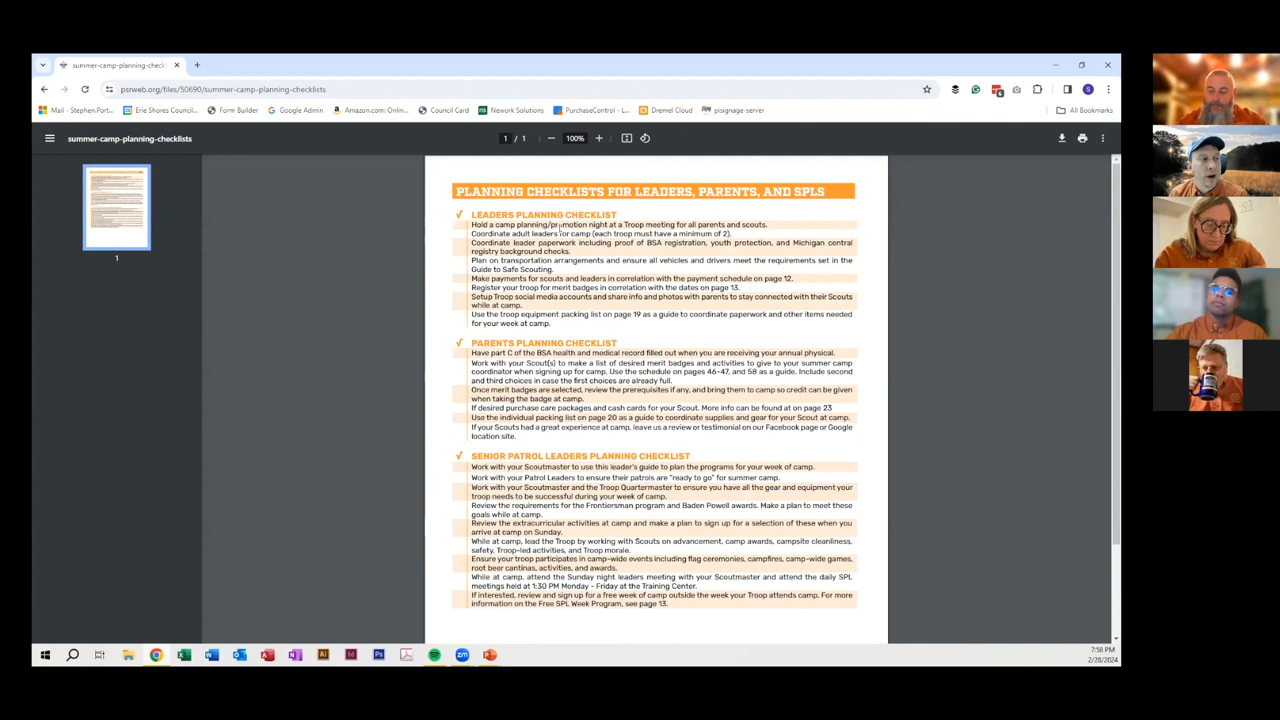 summer-camp-planning-check
psrweb.org/files/50690/summer-camp-planning-checklists
Mail - Stephen.Port...
Erie Shores Council...
Form Builder
Google Admin
Amazon.com: Online...
Council Card
Nework Solutions
PurchaseControl - L...
Dremel Cloud
pisignage-server
All Bookmarks
summer-camp-planning-checklists
1 / 1
100%
1
PLANNING CHECKLISTS FOR LEADERS, PARENTS, AND SPLS
√ LEADERS PLANNING CHECKLIST
Hold a camp planning/promotion night at a Troop meeting for all parents and scouts.
Coordinate adult leaders for camp (each troop must have a minimum of 2).
Coordinate leader paperwork including proof of BSA registration, youth protection, and Michigan central
registry background checks.
Plan on transportation arrangements and ensure all vehicles and drivers meet the requirements set in the
Guide to Safe Scouting.
Make payments for scouts and leaders in correlation with the payment schedule on page 12.
Register your troop for merit badges in correlation with the dates on page 13.
Setup Troop social media accounts and share info and photos with parents to stay connected with their Scouts
while at camp.
Use the troop equipment packing list on page 19 as a guide to coordinate paperwork and other items needed
for your week at camp.
√ PARENTS PLANNING CHECKLIST
Have part C of the BSA health and medical record filled out when you are receiving your annual physical.
Work with your Scout(s) to make a list of desired merit badges and activities to give to your summer camp
coordinator when signing up for camp. Use the schedule on pages 46-47, and 58 as a guide. Include second
and third choices in case the first choices are already full.
Once merit badges are selected, review the prerequisites if any, and bring them to camp so credit can be given
when taking the badge at camp.
If desired purchase care packages and cash cards for your Scout. More info can be found at on page 23
Use the individual packing list on page 20 as a guide to coordinate supplies and gear for your Scout at camp.
If your Scouts had a great experience at camp, leave us a review or testimonial on our Facebook page or Google
location site.
√ SENIOR PATROL LEADERS PLANNING CHECKLIST
Work with your Scoutmaster to use this leader's guide to plan the programs for your week of camp.
Work with your Patrol Leaders to ensure their patrols are "ready to go" for summer camp.
Work with your Scoutmaster and the Troop Quartermaster to ensure you have all the gear and equipment your
troop needs to be successful during your week of camp.
Review the requirements for the Frontiersman program and Baden Powell awards. Make a plan to meet these
goals while at camp.
Review the extracurricular activities at camp and make a plan to sign up for a selection of these when you
arrive at camp on Sunday.
While at camp, lead the Troop by working with Scouts on advancement, camp awards, campsite cleanliness,
safety, Troop-led activities, and Troop morale.
Ensure your troop participates in camp-wide events including flag ceremonies, campfires, camp-wide games,
root beer cantinas, activities, and awards.
While at camp, attend the Sunday night leaders meeting with your Scoutmaster and attend the daily SPL
meetings held at 1:30 PM Monday - Friday at the Training Center.
If interested, review and sign up for a free week of camp outside the week your Troop attends camp. For more
information on the Free SPL Week Program, see page 13.
7:58 PM
2/28/2024